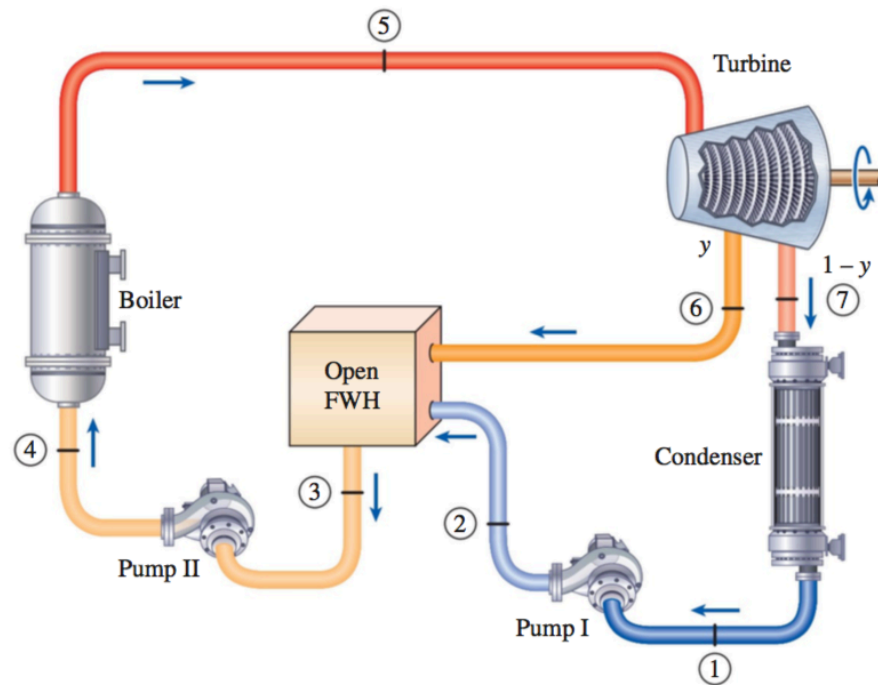 ⑤
Turbine
y
1 – y
⑥
⑦
Boiler
Open
FWH
④
Condenser
③
②
Pump II
Pump I
①